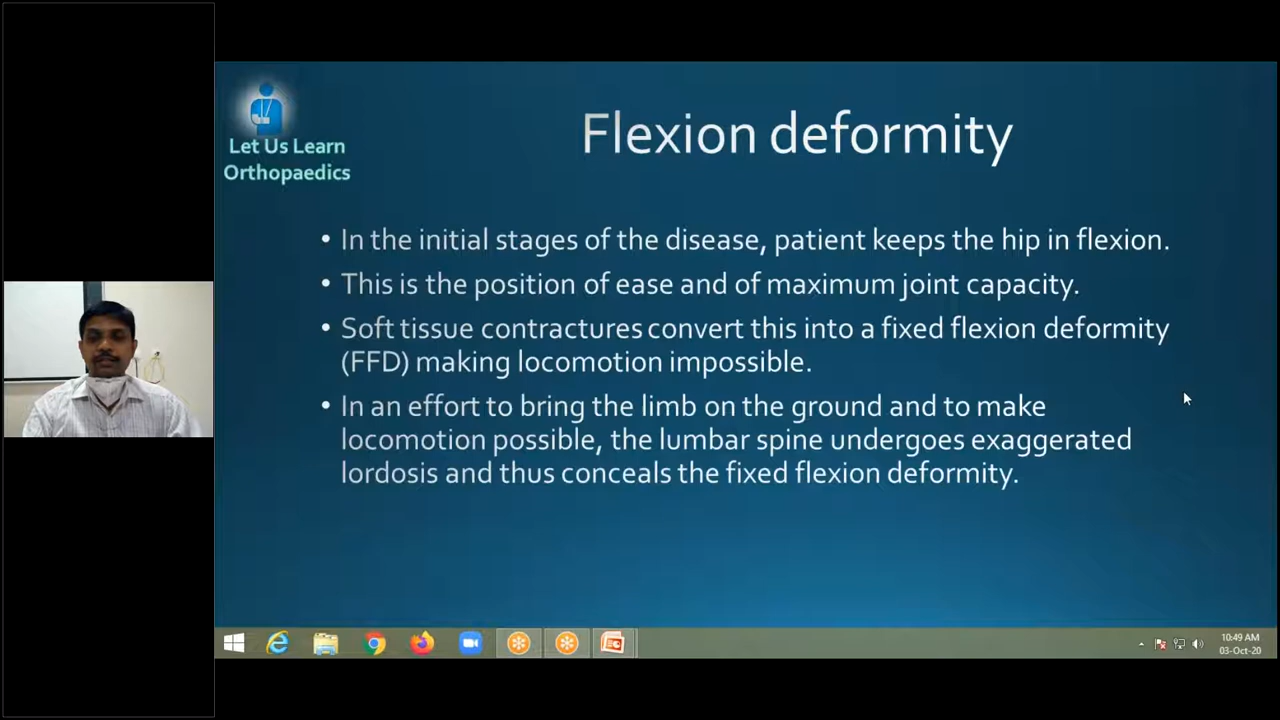 Let Us Learn
Orthopaedics
Flexion deformity
• In the initial stages of the disease, patient keeps the hip in flexion.
• This is the position of ease and of maximum joint capacity.
• Soft tissue contractures convert this into a fixed flexion deformity
(FFD) making locomotion impossible.
• In an effort to bring the limb on the ground and to make
locomotion possible, the lumbar spine undergoes exaggerated
lordosis and thus conceals the fixed flexion deformity.
10:49 AM
03-Oct-20